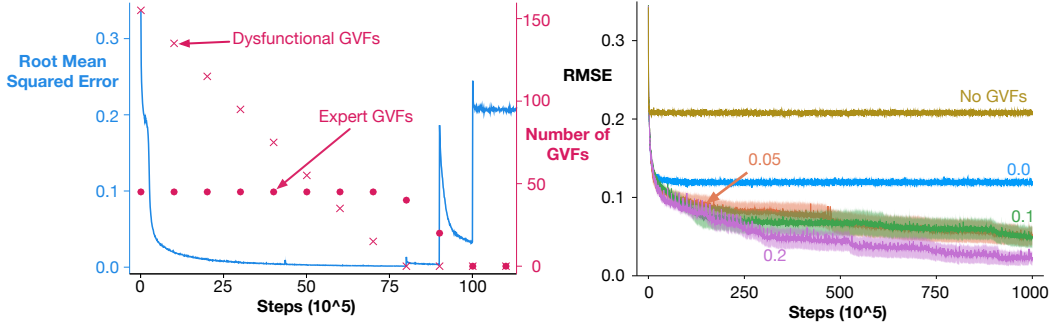 0.3
0.2
0.1
0.0
Root Mean
Squared Error
Dysfunctional GVFs
Expert GVFs
150
100
50
0
Number of
GVFs
0
25
50
75
100
Steps (10^5)
RMSE
0.3
0.2
0.1
0.0
No GVFs
0.05
0.0
0.1
0.2
0
250
500
750
1000
Steps (10^5)